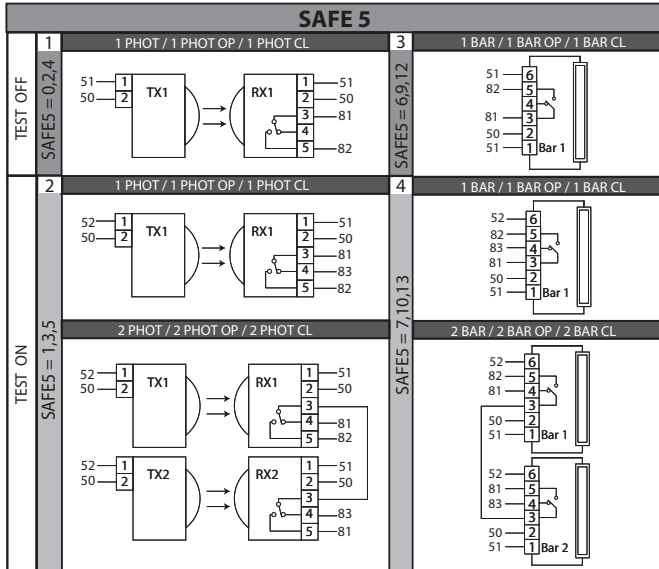 SAFE 5
TEST OFF
SAFE5 = 0,2,4
1
1 PHOT / 1 PHOT OP / 1 PHOT CL
51 1
50 2
TX1
RX1
1 51
2 50
3 81
4
5 82
SAFE5 = 6,9,12
3
1 BAR / 1 BAR OP / 1 BAR CL
51 6
82 5
4
81 3
50 2
51 1 Bar 1
TEST ON
SAFE5 = 1,3,5
2
1 PHOT / 1 PHOT OP / 1 PHOT CL
52 1
50 2
TX1
RX1
1 51
2 50
3 81
4 83
5 82
2 PHOT / 2 PHOT OP / 2 PHOT CL
52 1
50 2
TX1
RX1
1 51
2 50
3
4 81
5 82
52 1
50 2
TX2
RX2
1 51
2 50
3
4 83
5 81
SAFE5 = 7,10,13
4
1 BAR / 1 BAR OP / 1 BAR CL
52 6
82 5
83 4
81 3
50 2
51 1 Bar 1
2 BAR / 2 BAR OP / 2 BAR CL
52 6
82 5
81 4
3
50 2
51 1 Bar 1
52 6
81 5
83 4
3
50 2
51 1 Bar 2